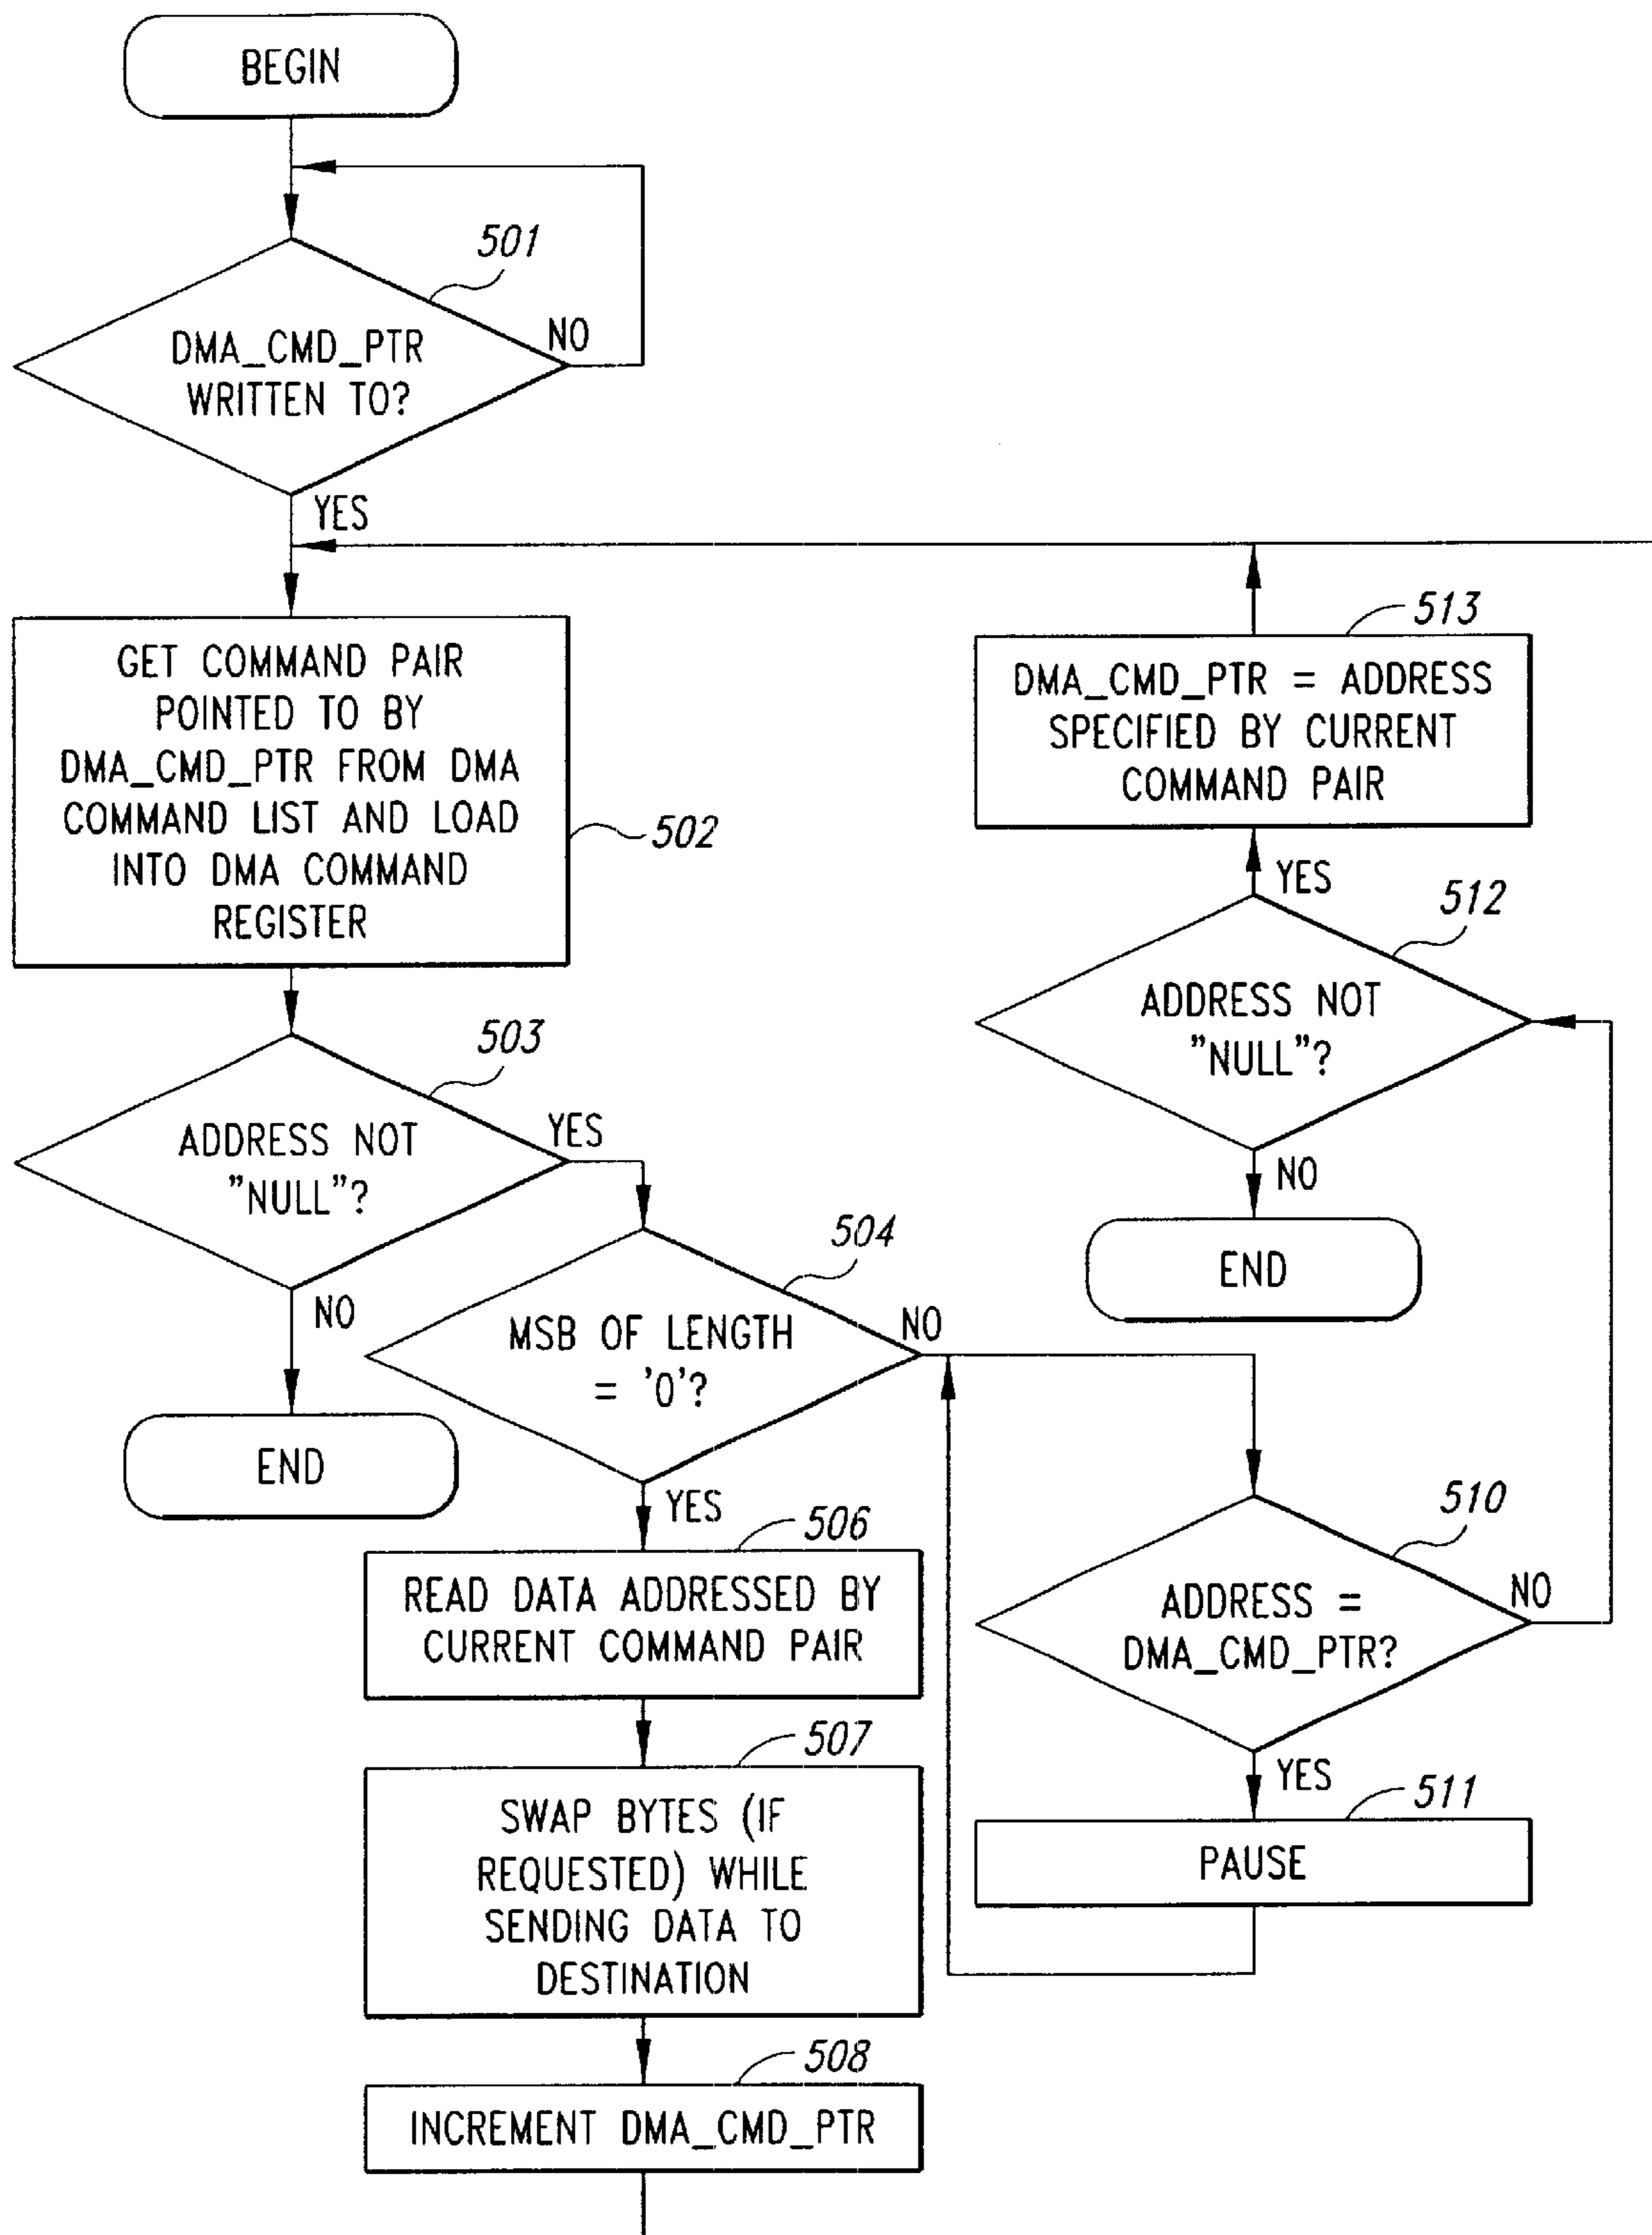 BEGIN
501
DMA_CMD_PTR
WRITTEN TO?
NO
YES
GET COMMAND PAIR
POINTED TO BY
DMA_CMD_PTR FROM DMA
COMMAND LIST AND LOAD
INTO DMA COMMAND
REGISTER
502
503
ADDRESS NOT
"NULL"?
YES
NO
END
504
MSB OF LENGTH
= '0'?
NO
YES
506
READ DATA ADDRESSED BY
CURRENT COMMAND PAIR
507
SWAP BYTES (IF
REQUESTED) WHILE
SENDING DATA TO
DESTINATION
508
INCREMENT DMA_CMD_PTR
513
DMA_CMD_PTR = ADDRESS
SPECIFIED BY CURRENT
COMMAND PAIR
YES
512
ADDRESS NOT
"NULL"?
NO
END
510
ADDRESS =
DMA_CMD_PTR?
NO
YES
511
PAUSE